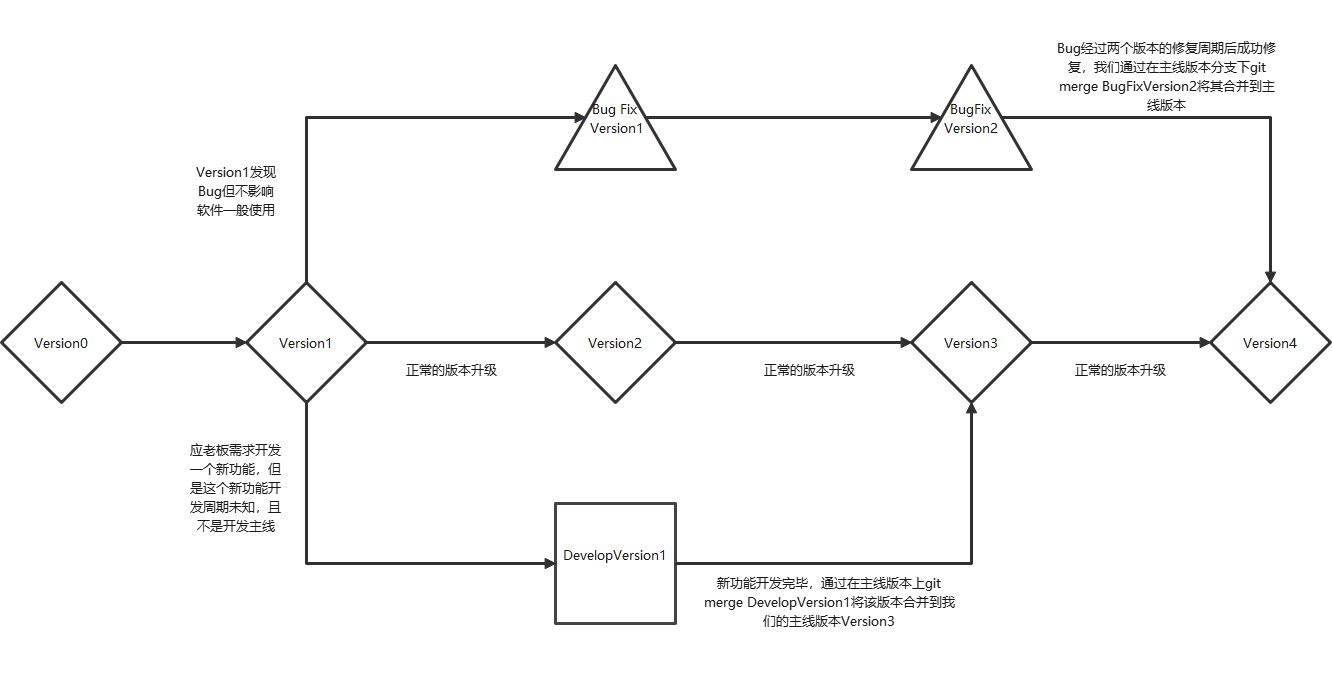 Bug经过两个版本的修复周期后成功修
复，我们通过在主线版本分支下git
merge BugFixVersion2将其合并到主
线版本
Bug Fix
Version1
BugFix
Version2
Version1发现
Bug但不影响
软件一般使用
Version0
Version1
Version2
Version3
Version4
正常的版本升级
正常的版本升级
正常的版本升级
应老板需求开发
一个新功能，但
是这个新功能开
发周期未知，且
不是开发主线
DevelopVersion1
新功能开发完毕，通过在主线版本上git
merge DevelopVersion1将该版本合并到我
们的主线版本Version3